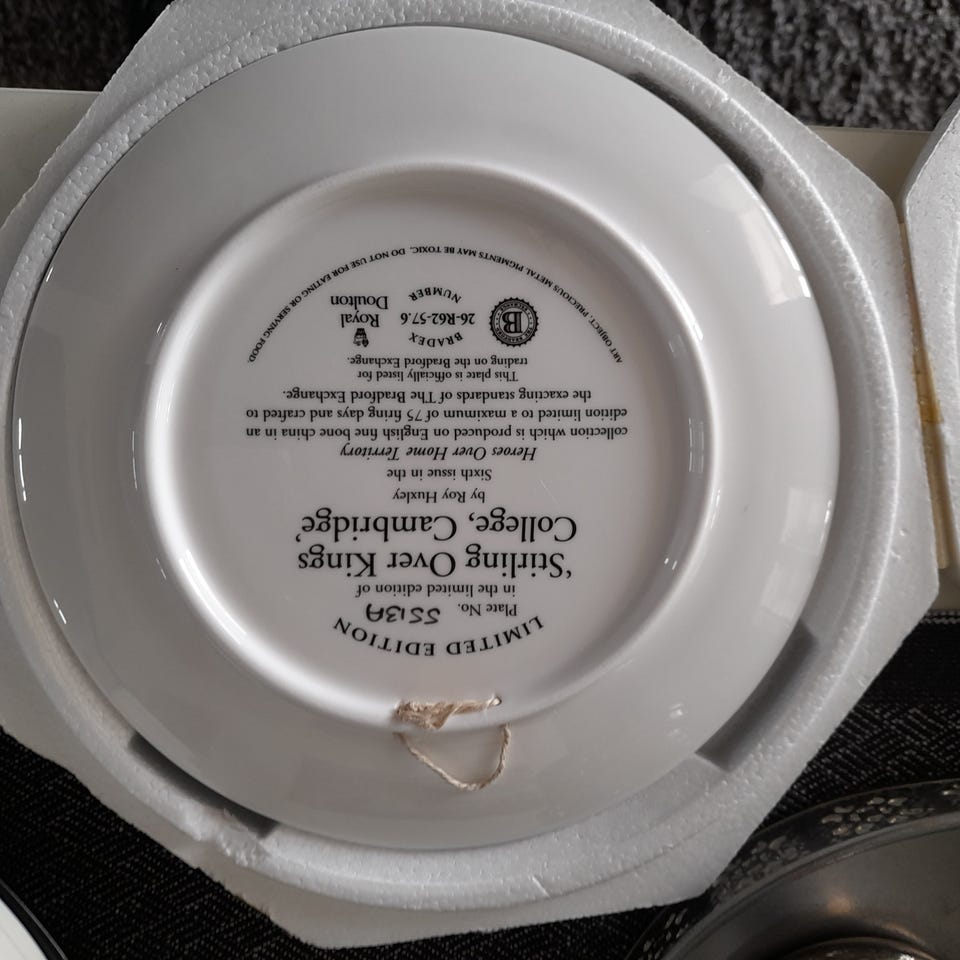 LIMITED EDITION
Plate No. 5513A
in the limited edition of
‘Stirling Over Kings
College, Cambridge’
by Roy Huxley
Sixth issue in the
Heroes Over Home Territory
collection which is produced on English fine bone china in an
edition limited to a maximum of 75 firing days and crafted to
the exacting of standards of The Bradford Exchange.
This plate is officially listed for
trading on the Bradford Exchange.
B
BRADEX
26-R62-57.6
NUMBER
Royal
Doulton
ART OBJECT. PRECIOUS METAL PIGMENTS MAY BE TOXIC. DO NOT USE FOR EATING OR SERVING FOOD.